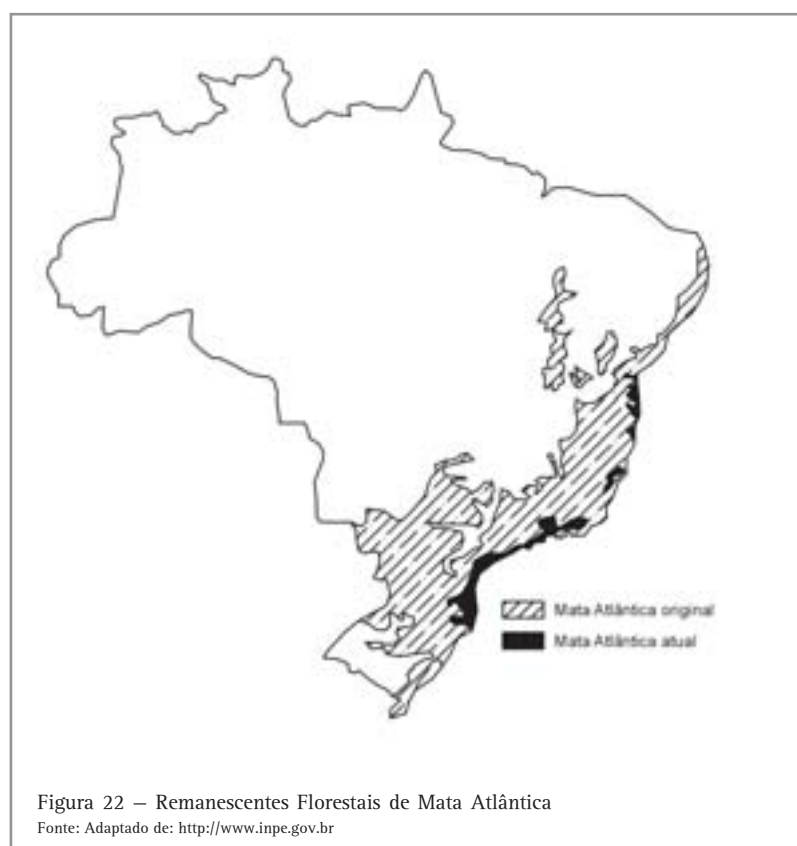 Mata Atlântica original
Mata Atlântica atual
Figura 22 – Remanescentes Florestais de Mata Atlântica
Fonte: Adaptado de: http://www.inpe.gov.br